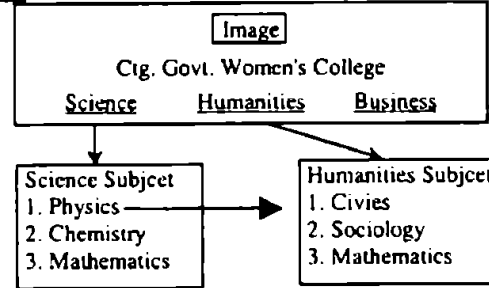 Image
Ctg. Govt. Women's College
Science Humanities Business
Science Subjcet
1. Physics
2. Chemistry
3. Mathematics
Humanities Subjcet
1. Civies
2. Sociology
3. Mathematics